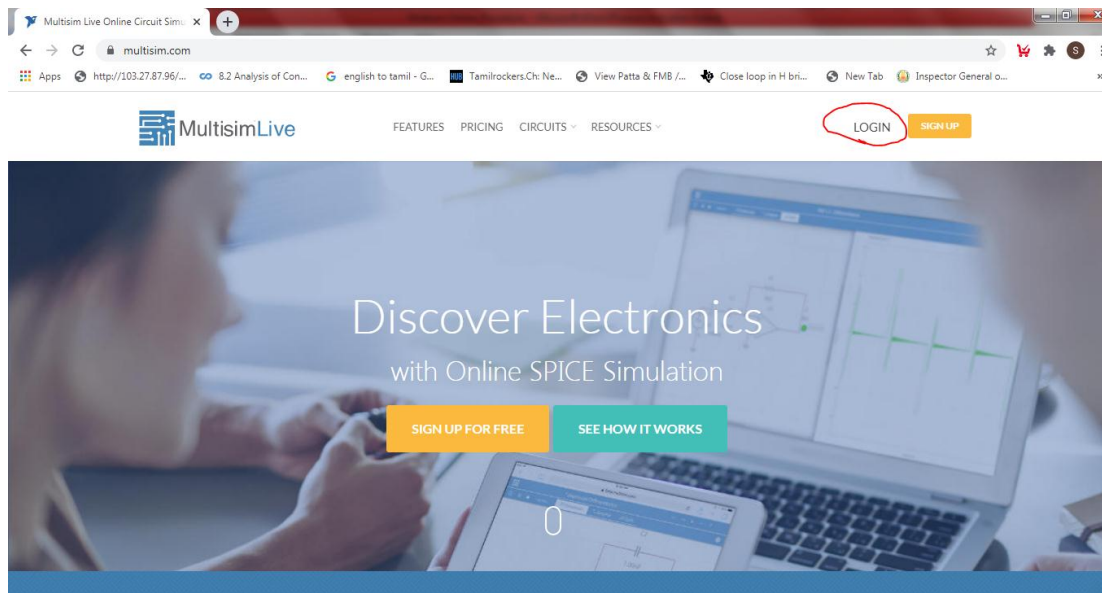 Multisim Live Online Circuit Simu
multisim.com
S
Apps http://103.27.87.96/... 8.2 Analysis of Con... english to tamil - G... Tamilrockers.Ch: Ne... View Patta & FMB /... Close loop in H bri... New Tab Inspector General o...
MultisimLive FEATURES PRICING CIRCUITS RESOURCES LOGIN SIGN UP
Discover Electronics
with Online SPICE Simulation
SIGN UP FOR FREE SEE HOW IT WORKS